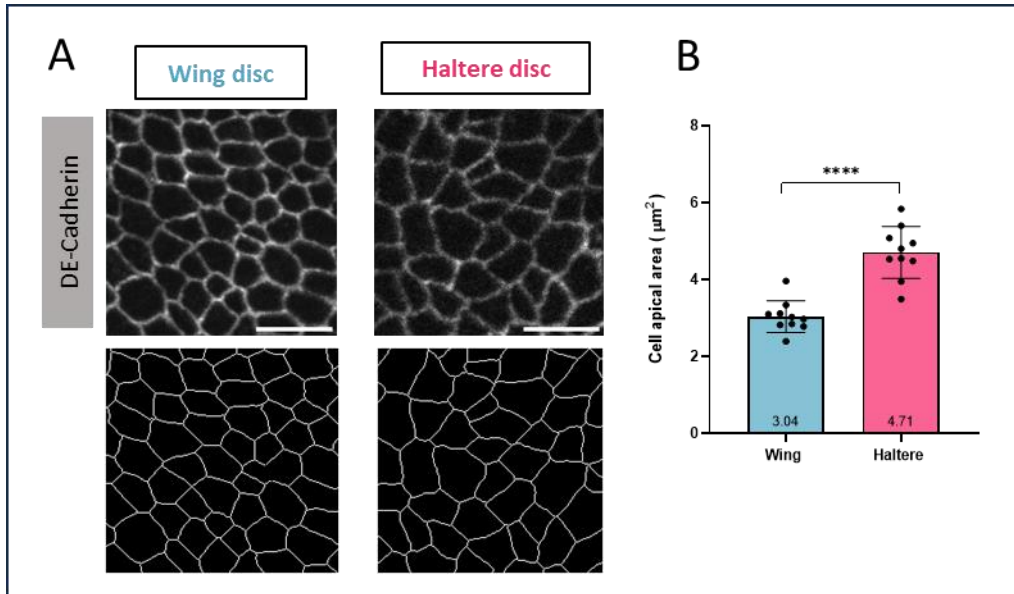 A
Wing disc
Haltere disc
DE-Cadherin
B
Cell apical area ( µm²)
8
6
4
2
0
****
3.04
4.71
Wing
Haltere